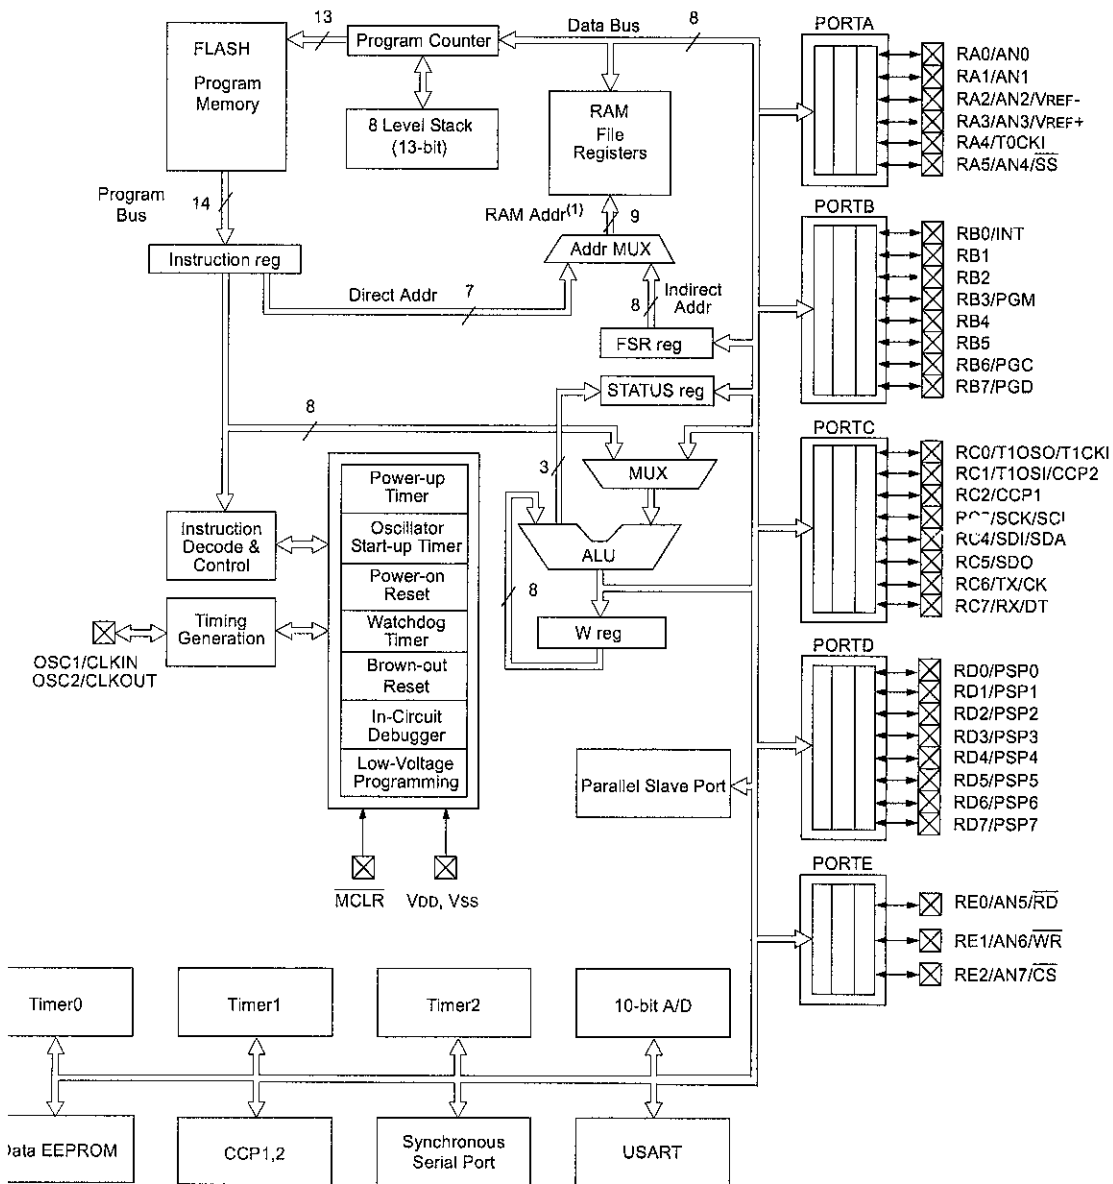 13
Data Bus
8
PORTA
FLASH
Program
Memory
Program Counter
RA0/AN0
RA1/AN1
RA2/AN2/VREF-
RA3/AN3/VREF+
RA4/T0CKI
RA5/AN4/SS
8 Level Stack
(13-bit)
RAM
File
Registers
Program
Bus
14
RAM Addr(1)
9
PORTB
RB0/INT
RB1
RB2
RB3/PGM
RB4
RB5
RB6/PGC
RB7/PGD
Instruction reg
Addr MUX
Direct Addr
7
8
Indirect
Addr
FSR reg
STATUS reg
8
3
MUX
PORTC
RC0/T1OSO/T1CKI
RC1/T1OSI/CCP2
RC2/CCP1
/SCK/SCL
RC4/SDI/SDA
RC5/SDO
RC6/TX/CK
RC7/RX/DT
Power-up
Timer
Oscillator
Start-up Timer
Power-on
Reset
Watchdog
Timer
Brown-out
Reset
In-Circuit
Debugger
Low-Voltage
Programming
Instruction
Decode &
Control
ALU
8
W reg
Timing
Generation
OSC1/CLKIN
OSC2/CLKOUT
PORTD
RD0/PSP0
RD1/PSP1
RD2/PSP2
RD3/PSP3
RD4/PSP4
RD5/PSP5
RD6/PSP6
RD7/PSP7
Parallel Slave Port
MCLR
VDD, VSS
PORTE
RE0/AN5/RD
RE1/AN6/WR
RE2/AN7/CS
Timer0
Timer1
Timer2
10-bit A/D
Data EEPROM
CCP1,2
Synchronous
Serial Port
USART